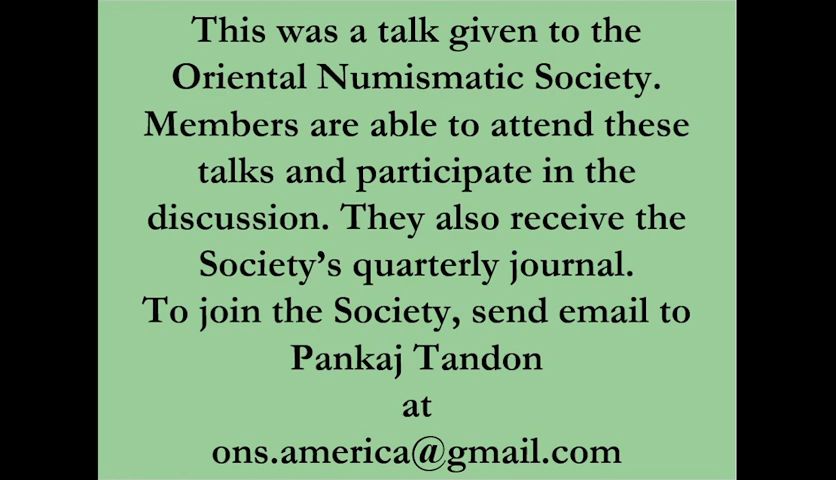 This was a talk given to the
Oriental Numismatic Society.
Members are able to attend these
talks and participate in the
discussion. They also receive the
Society’s quarterly journal.
To join the Society, send email to
Pankaj Tandon
at
ons.america@gmail.com